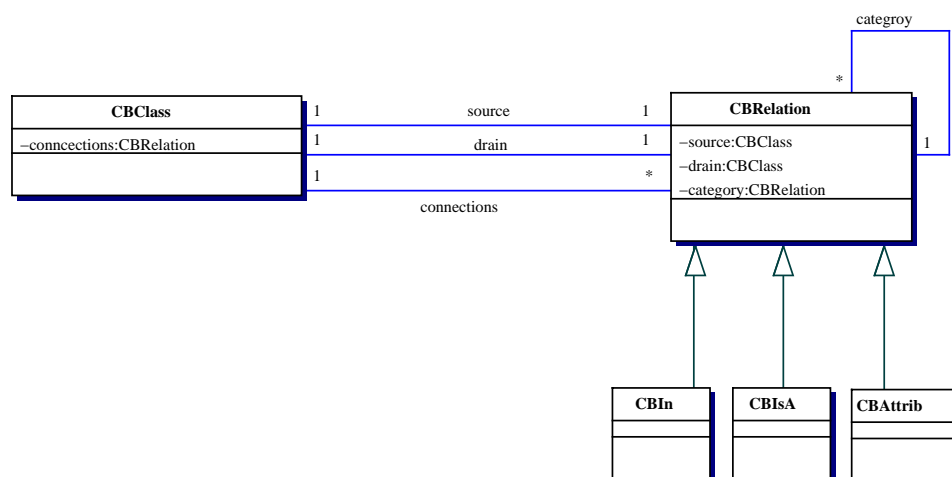 categroy
*
CBClass
1
source
1
CBRelation
–conncections:CBRelation
1
drain
1
–source:CBClass
1
–drain:CBClass
1
*
–category:CBRelation
connections
CBIn
CBIsA
CBAttrib